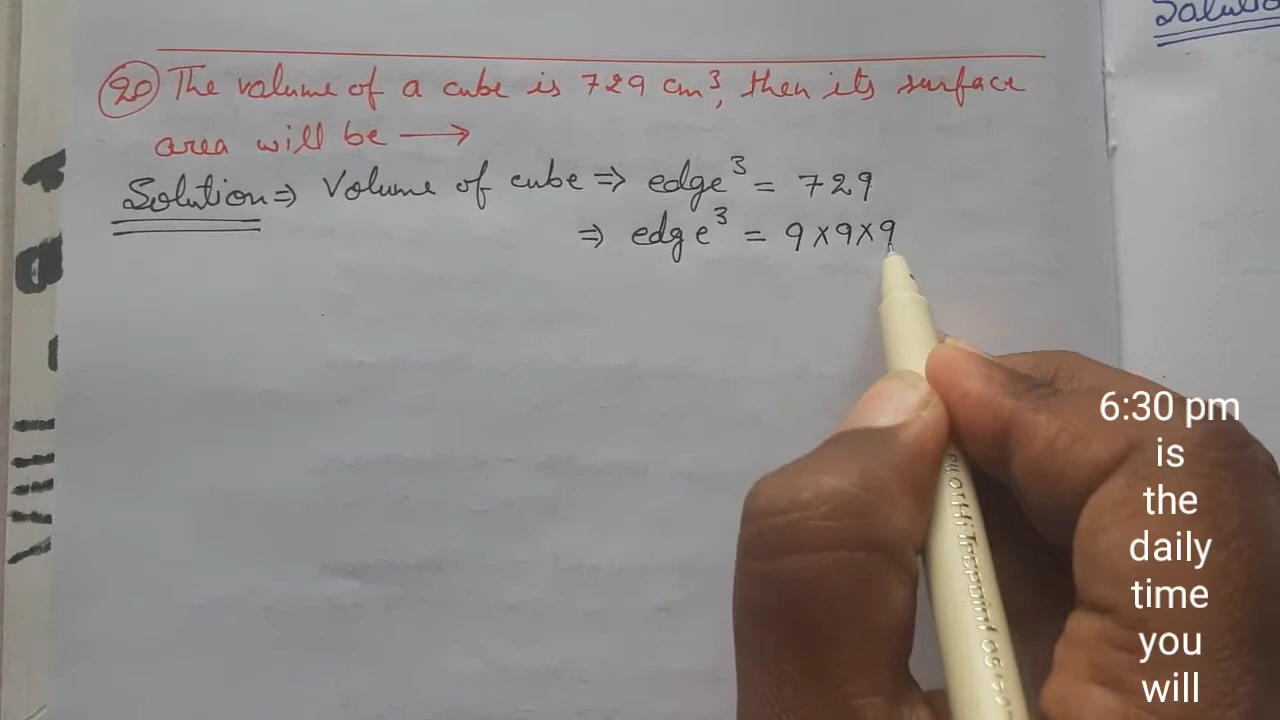 Solutio
20 The volume of a cube is 729 cm³, then its surface
area will be ⟶
Solution ⇒ Volume of cube ⇒ edge³ = 729
⇒ edge³ = 9×9×9
6:30 pm
is
the
daily
time
you
will